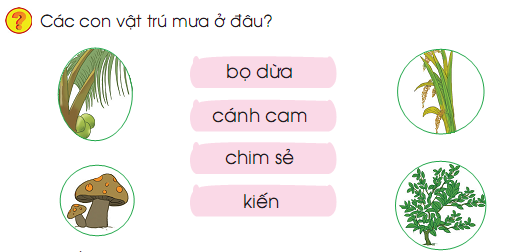 ? Các con vật trú mưa ở đâu?
bọ dừa
cánh cam
chim sẻ
kiến